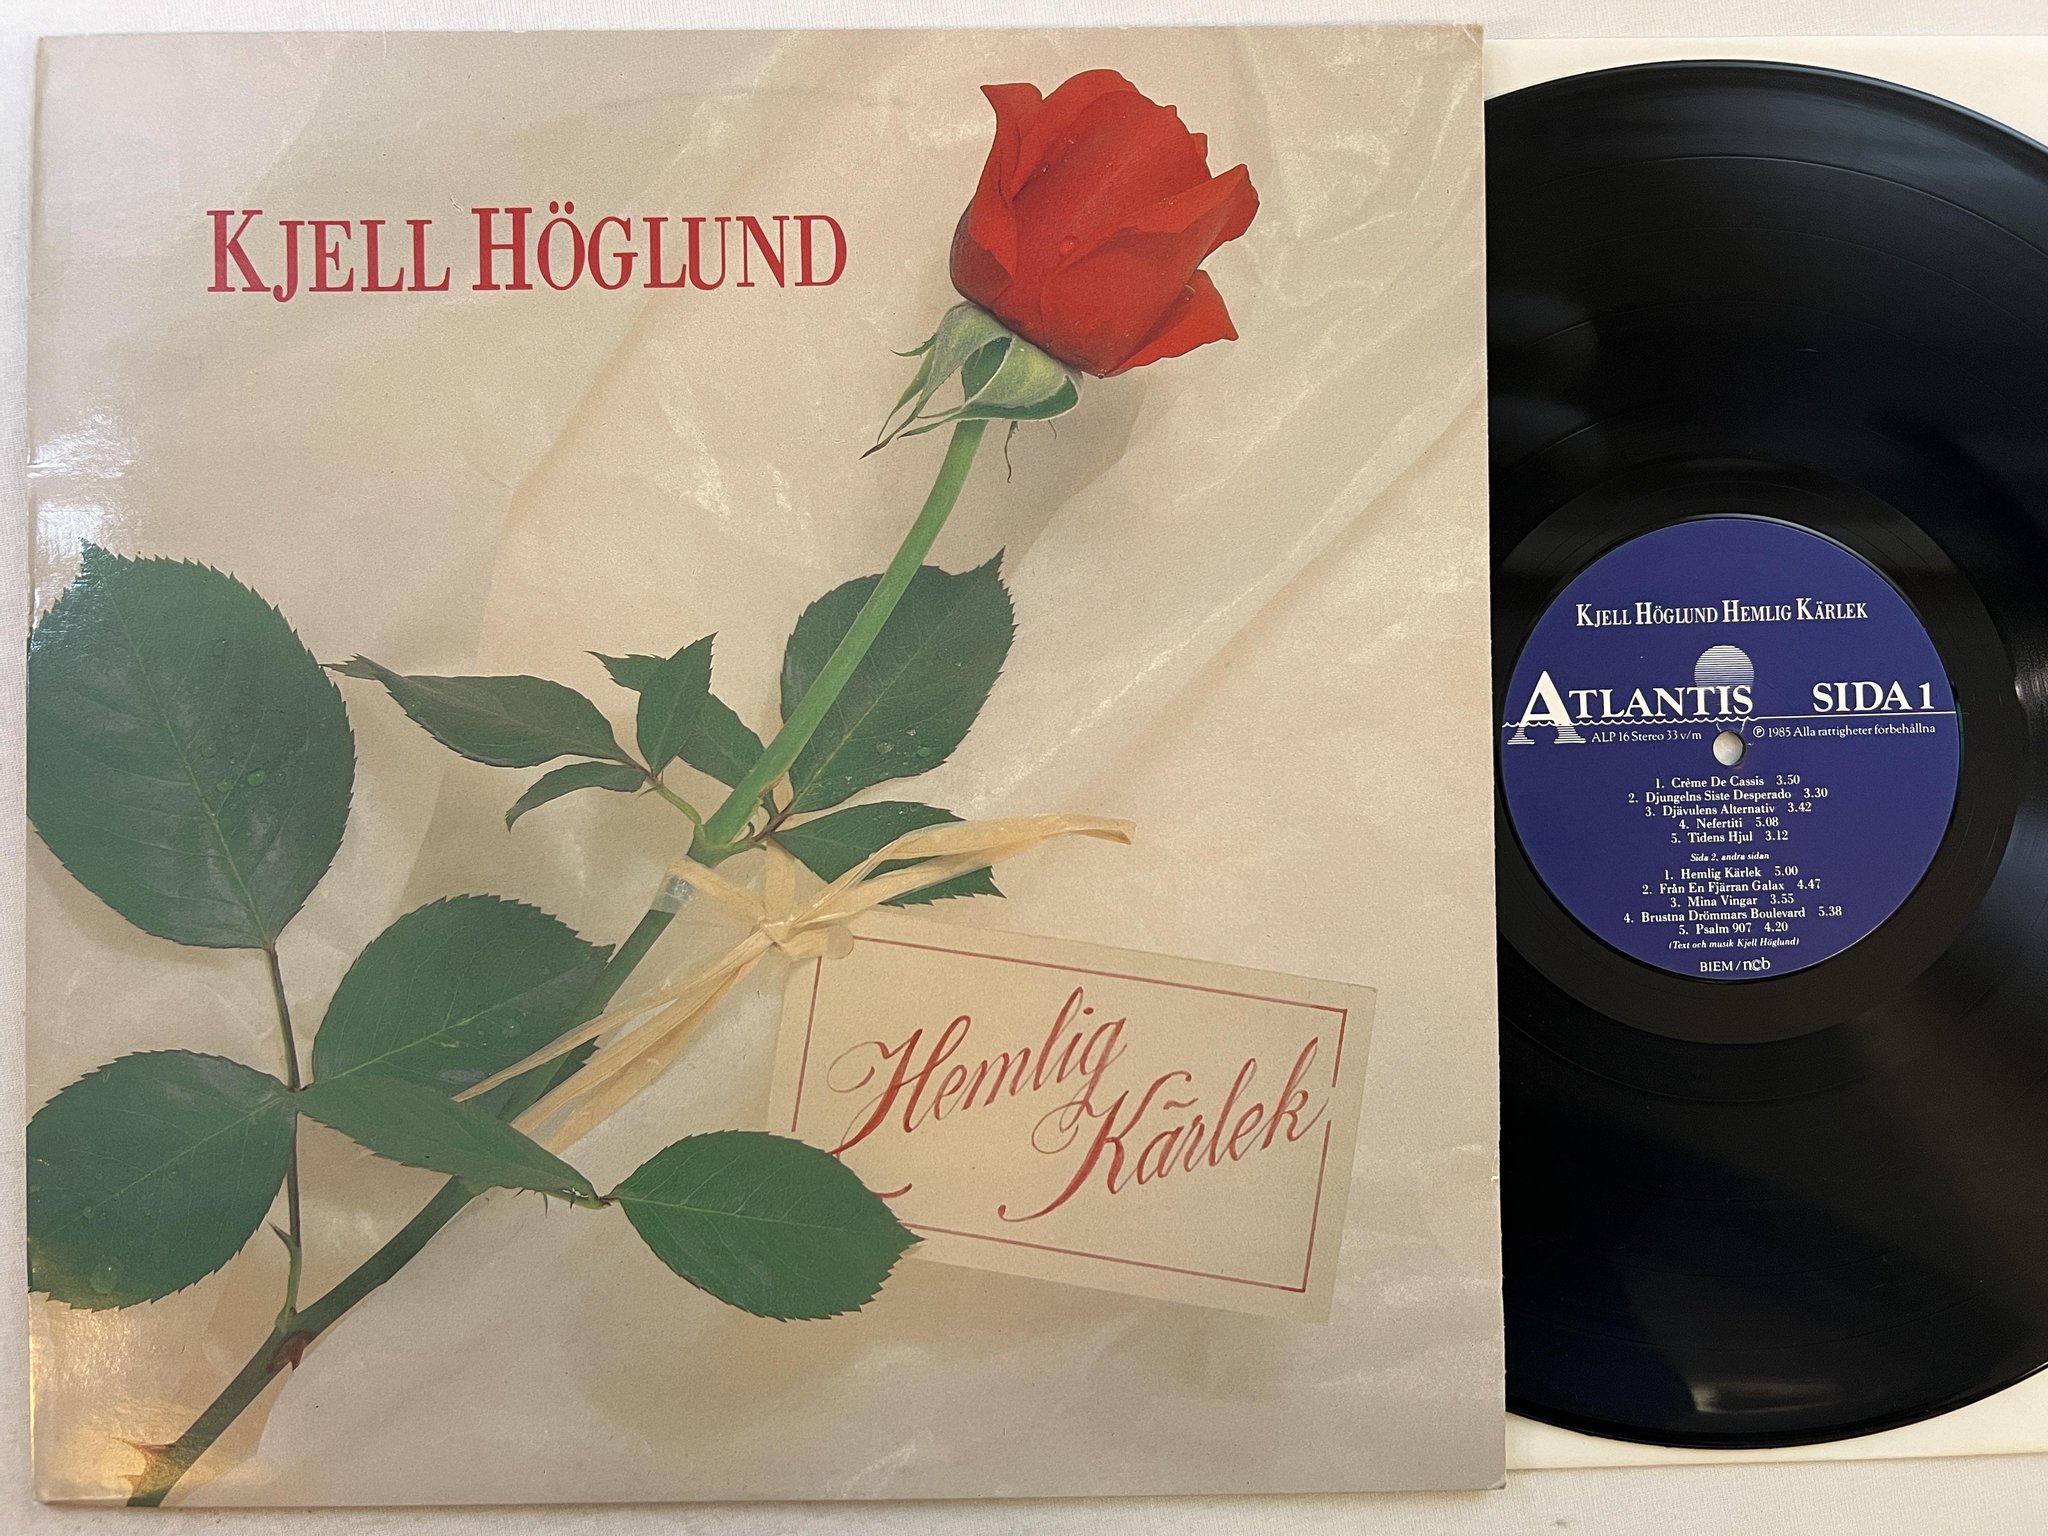 KJELL HÖGLUND
Hemlig
Kärlek
KJELL HÖGLUND HEMLIG KÄRLEK
ATLANTIS SIDA 1
ALP 16 Stereo 33 v/m ℗ 1985 Alla rättigheter förbehållna
1. Crème De Cassis 3.50
2. Djungelns Siste Desperado 3.30
3. Djävulens Alternativ 3.42
4. Nefertiti 5.08
5. Tidens Hjul 3.12
Sida 2, andra sidan
1. Hemlig Kärlek 5.00
2. Från En Fjärran Galax 4.47
3. Mina Vingar 3.55
4. Brustna Drömmars Boulevard 5.38
5. Psalm 907 4.20
(Text och musik Kjell Höglund)
BIEM / ncb